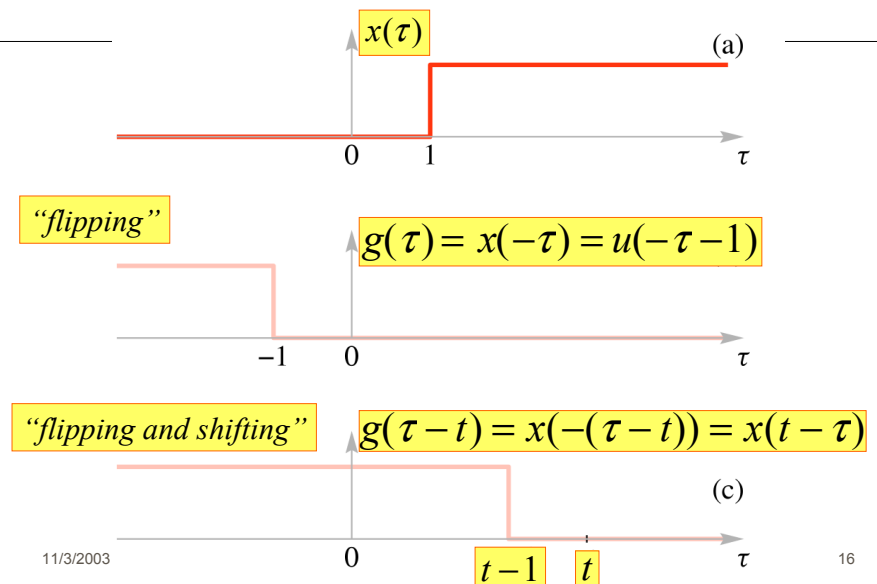 x(τ)
(a)
0 1 τ
“flipping”
g(τ) = x(−τ) = u(−τ −1)
−1 0 τ
“flipping and shifting”
g(τ − t) = x(−(τ − t)) = x(t − τ)
(c)
0 t −1 t τ
11/3/2003
16